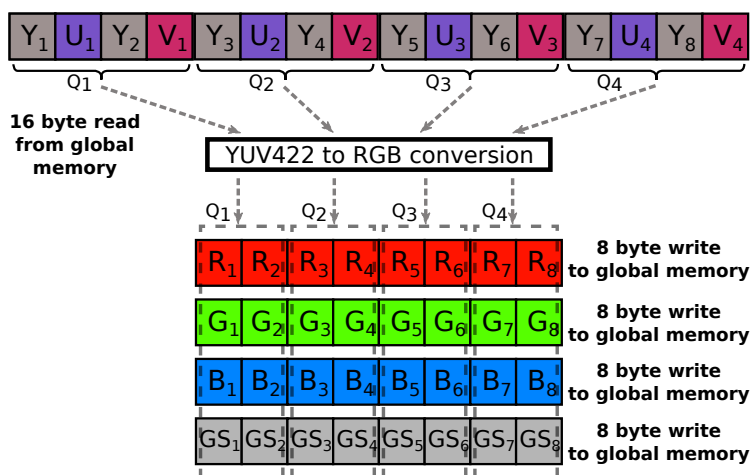 Y₁ U₁ Y₂ V₁ Y₃ U₂ Y₄ V₂ Y₅ U₃ Y₆ V₃ Y₇ U₄ Y₈ V₄
Q₁ Q₂ Q₃ Q₄
16 byte read
from global
memory
YUV422 to RGB conversion
Q₁ Q₂ Q₃ Q₄
R₁ R₂ R₃ R₄ R₅ R₆ R₇ R₈
8 byte write
to global memory
G₁ G₂ G₃ G₄ G₅ G₆ G₇ G₈
8 byte write
to global memory
B₁ B₂ B₃ B₄ B₅ B₆ B₇ B₈
8 byte write
to global memory
GS₁ GS₂ GS₃ GS₄ GS₅ GS₆ GS₇ GS₈
8 byte write
to global memory